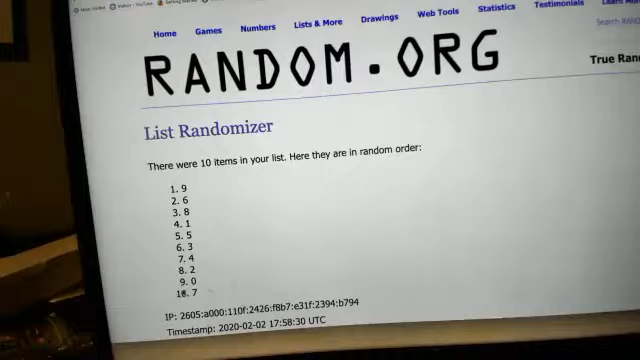 Home Games Numbers Lists & More Drawings Web Tools Statistics Testimonials
RANDOM.ORG
True Ran
List Randomizer
There were 10 items in your list. Here they are in random order:
1. 9
2. 6
3. 8
4. 1
5. 5
6. 3
7. 4
8. 2
9. 0
10. 7
IP: 2605:a000:110f:2426:f8b7:e31f:2394:b794
Timestamp: 2020-02-02 17:58:30 UTC